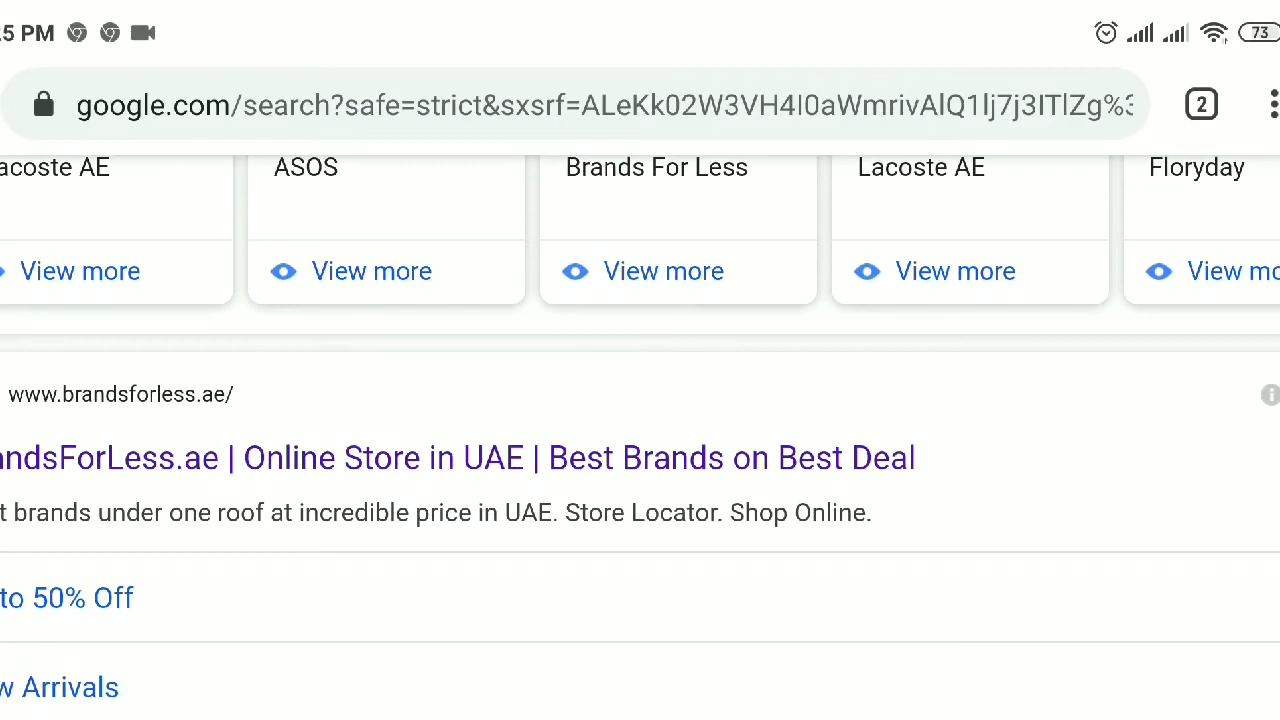 :25 PM 73
google.com/search?safe=strict&sxsrf=ALeKk02W3VH4I0aWmrivAlQ1lj7j3ITlZg%3 2
acoste AE ASOS Brands For Less Lacoste AE Floryday
View more View more View more View more View mo
www.brandsforless.ae/
andsForLess.ae | Online Store in UAE | Best Brands on Best Deal
t brands under one roof at incredible price in UAE. Store Locator. Shop Online.
to 50% Off
w Arrivals